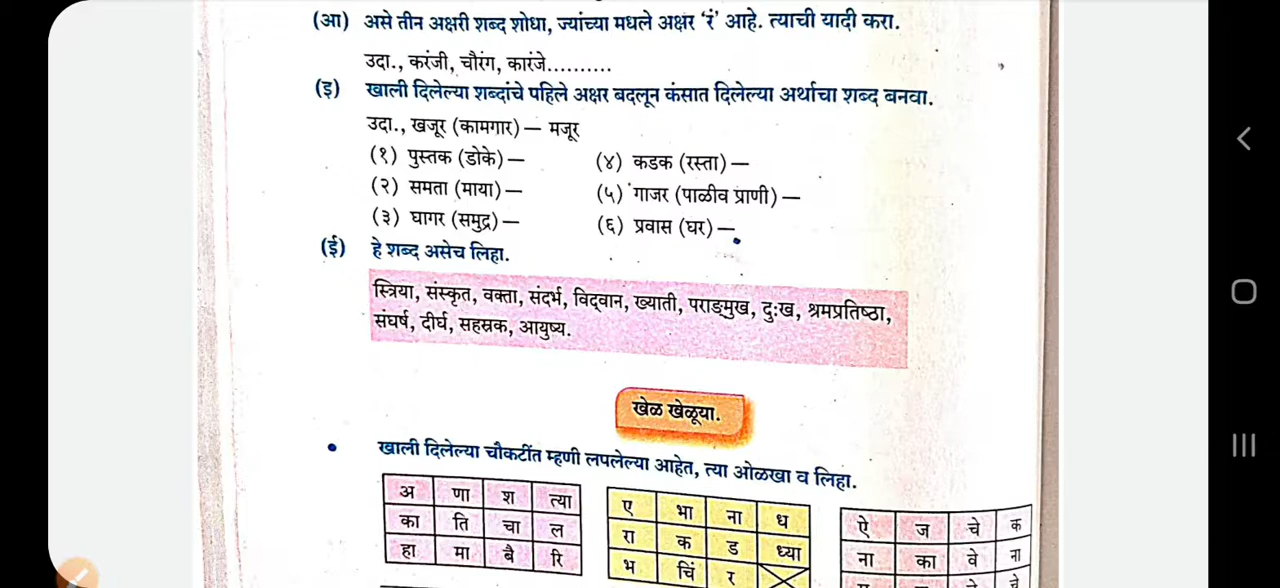 (आ) असे तीन अक्षरी शब्द शोधा, ज्यांच्या मधले अक्षर ‘रं’ आहे. त्याची यादी करा.
उदा., करंजी, चौरंग, कारंजे..........
(इ) खाली दिलेल्या शब्दांचे पहिले अक्षर बदलून कंसात दिलेल्या अर्थाचा शब्द बनवा.
उदा., खजूर (कामगार) — मजूर
(१) पुस्तक (डोके) — (४) कडक (रस्ता) —
(२) समता (माया) — (५) गाजर (पाळीव प्राणी) —
(३) घागर (समुद्र) — (६) प्रवास (घर) —
(ई) हे शब्द असेच लिहा.
स्त्रिया, संस्कृत, वक्ता, संदर्भ, विद्वान, ख्याती, पराङ्मुख, दुःख, श्रमप्रतिष्ठा,
संघर्ष, दीर्घ, सहस्रक, आयुष्य.
खेळ खेळूया.
• खाली दिलेल्या चौकटींत म्हणी लपलेल्या आहेत, त्या ओळखा व लिहा.
अ णा श त्या ए भा ना ध ऐ ज चे क
का ति चा ल रा क ड ध्या ना का वे ना
हा मा बै रि भ चिं र